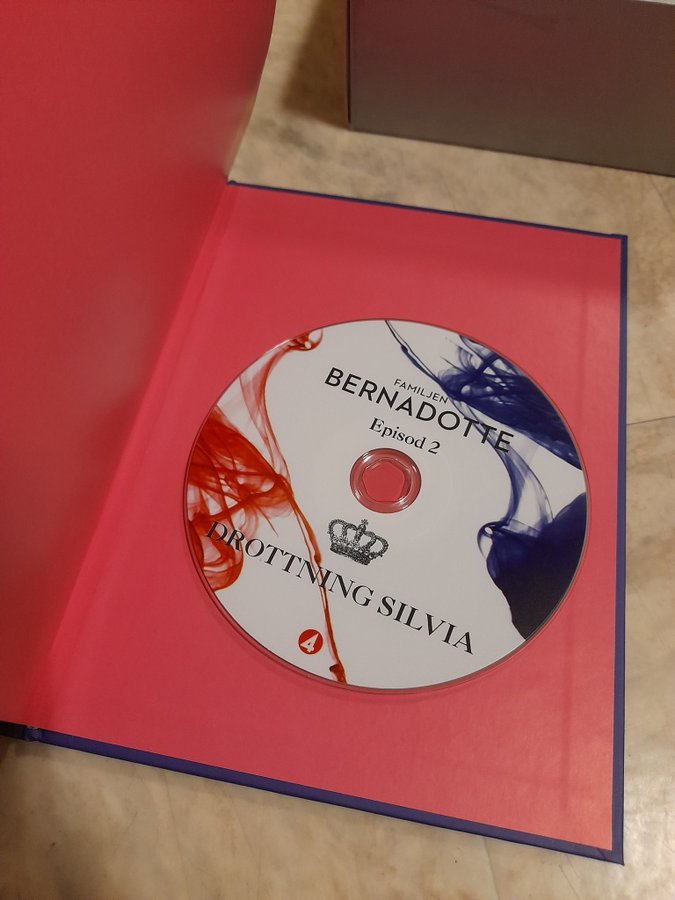 FAMILJEN
BERNADOTTE
Episod 2
DROTTNING SILVIA
4